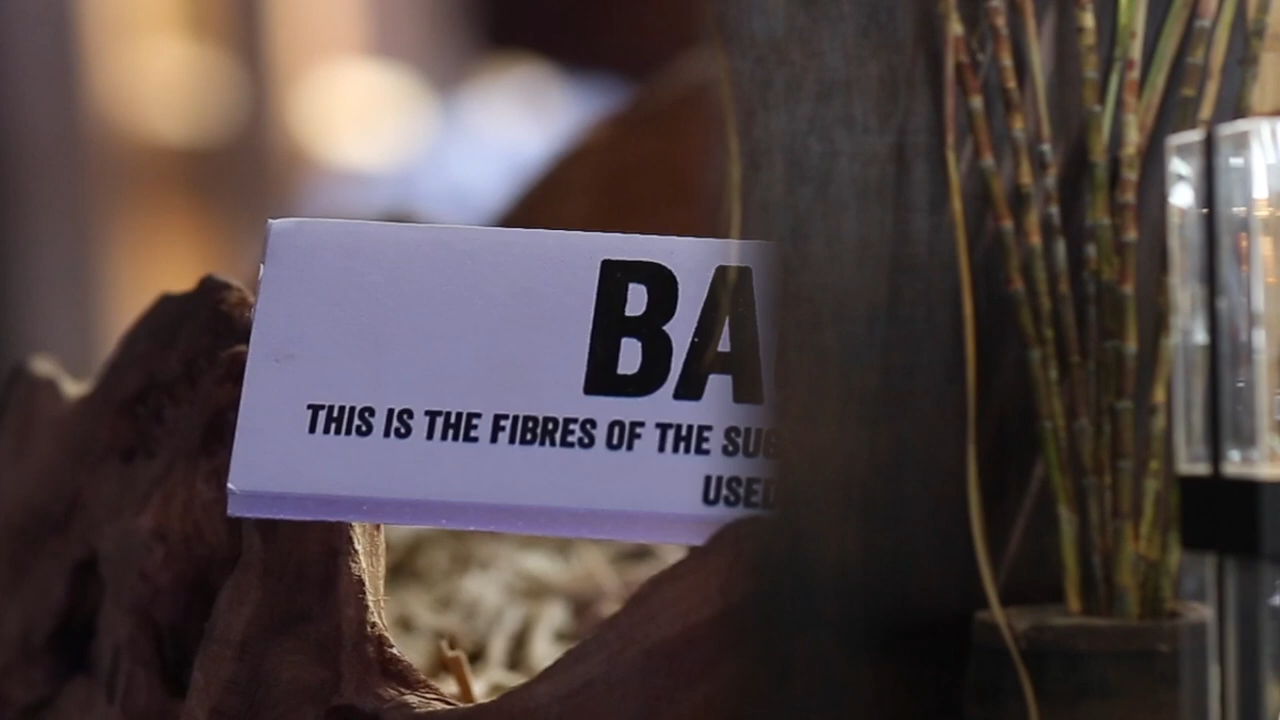 BA
THIS IS THE FIBRES OF THE SUG
USED